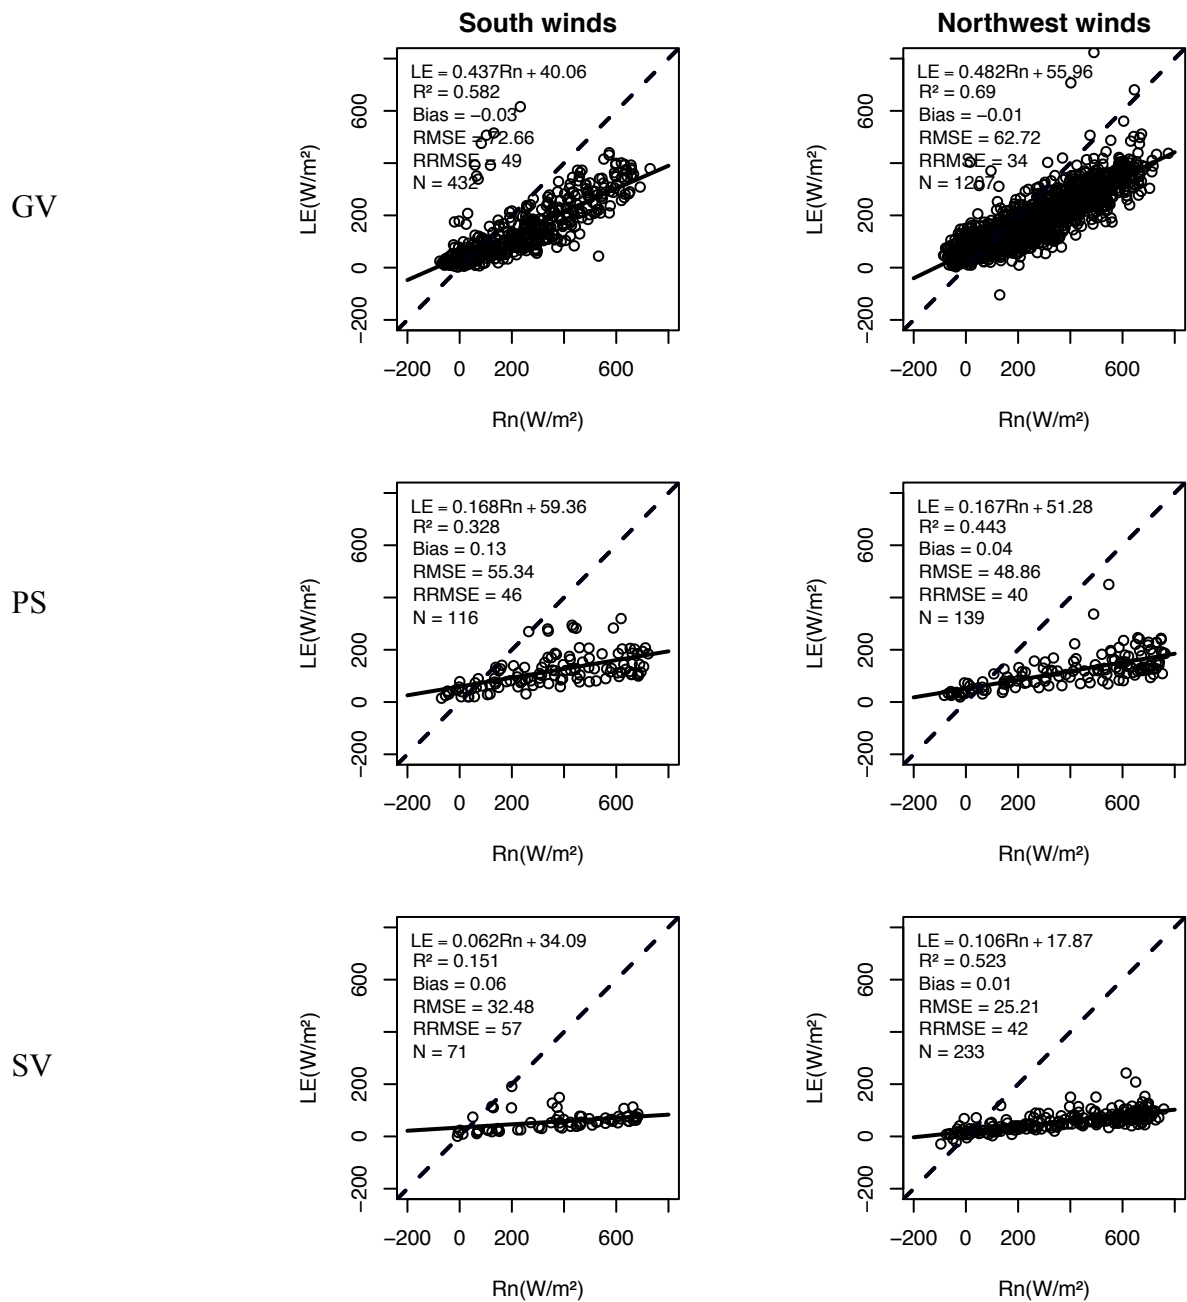 South winds
Northwest winds
GV
LE = 0.437Rn + 40.06
R² = 0.582
Bias = −0.03
RMSE = 72.66
RRMSE = 49
N = 432
LE(W/m²)
−200 0 200 600
−200 0 200 600
Rn(W/m²)
LE = 0.482Rn + 55.96
R² = 0.69
Bias = −0.01
RMSE = 62.72
RRMSE = 34
N = 1207
LE(W/m²)
−200 0 200 600
−200 0 200 600
Rn(W/m²)
PS
LE = 0.168Rn + 59.36
R² = 0.328
Bias = 0.13
RMSE = 55.34
RRMSE = 46
N = 116
LE(W/m²)
−200 0 200 600
−200 0 200 600
Rn(W/m²)
LE = 0.167Rn + 51.28
R² = 0.443
Bias = 0.04
RMSE = 48.86
RRMSE = 40
N = 139
LE(W/m²)
−200 0 200 600
−200 0 200 600
Rn(W/m²)
SV
LE = 0.062Rn + 34.09
R² = 0.151
Bias = 0.06
RMSE = 32.48
RRMSE = 57
N = 71
LE(W/m²)
−200 0 200 600
−200 0 200 600
Rn(W/m²)
LE = 0.106Rn + 17.87
R² = 0.523
Bias = 0.01
RMSE = 25.21
RRMSE = 42
N = 233
LE(W/m²)
−200 0 200 600
−200 0 200 600
Rn(W/m²)